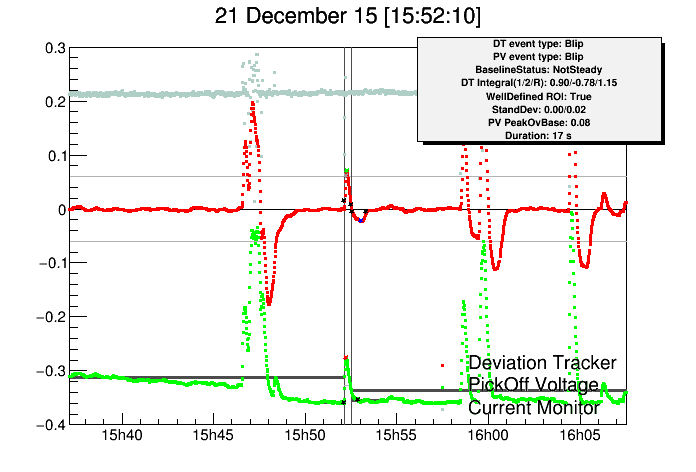 21 December 15 [15:52:10]
DT event type: Blip
PV event type: Blip
BaselineStatus: NotSteady
DT Integral(1/2/R): 0.90/-0.78/1.15
WellDefined ROI: True
StandDev: 0.00/0.02
PV PeakOvBase: 0.08
Duration: 17 s
0.3
0.2
0.1
0
−0.1
−0.2
−0.3
−0.4
Deviation Tracker
PickOff Voltage
Current Monitor
15h40 15h45 15h50 15h55 16h00 16h05